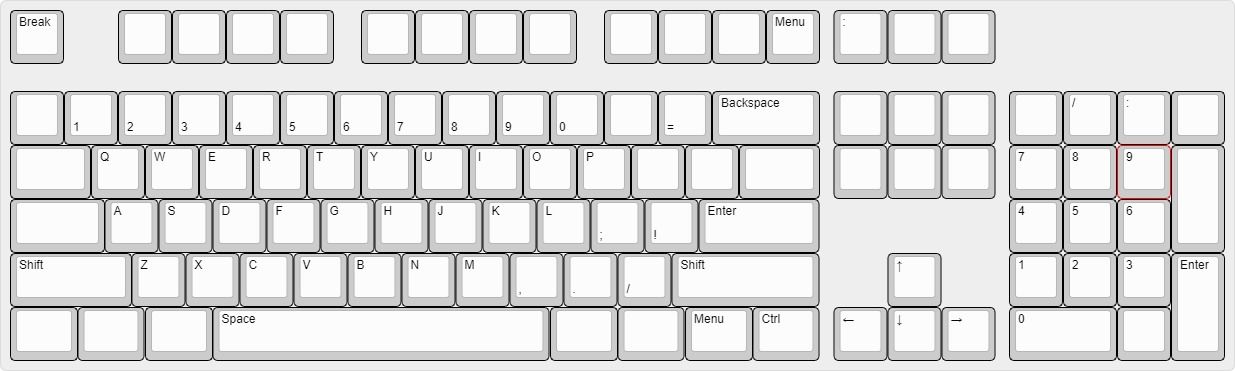 Break Menu :
1 2 3 4 5 6 7 8 9 0 = Backspace / :
Q W E R T Y U I O P 7 8 9
A S D F G H J K L ; ! Enter 4 5 6
Shift Z X C V B N M , . / Shift ↑ 1 2 3 Enter
Space Menu Ctrl ← ↓ → 0